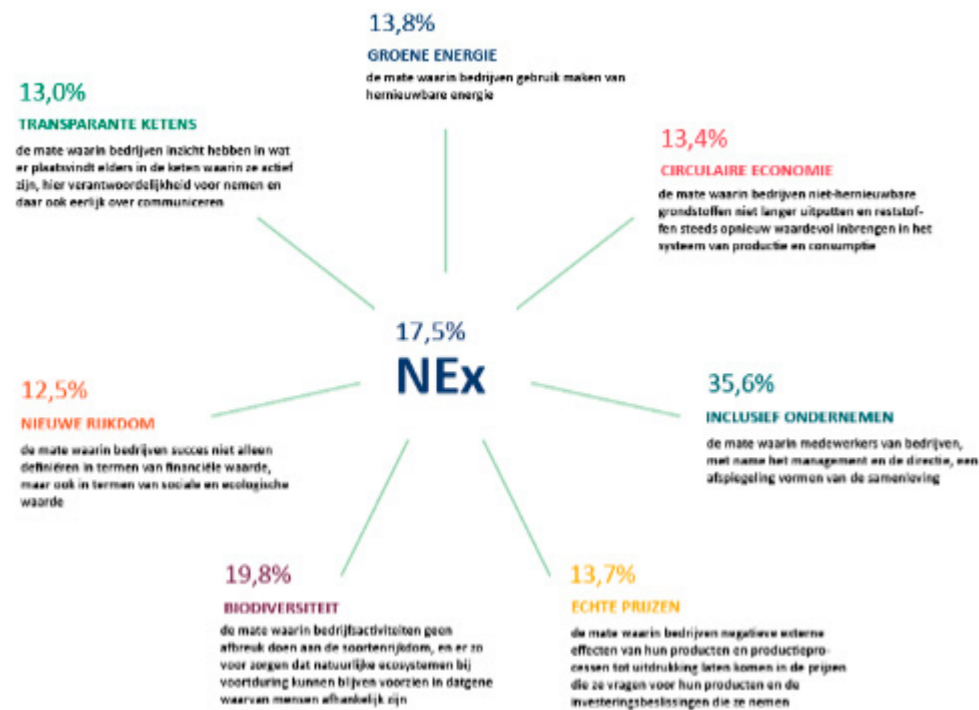 13,8%
GROENE ENERGIE
de mate waarin bedrijven gebruik maken van
hernieuwbare energie
13,0%
TRANSPARANTE KETENS
de mate waarin bedrijven inzicht hebben in wat
er plaatsvindt elders in de keten waarin ze actief
zijn, hier verantwoordelijkheid voor nemen en
daar ook eerlijk over communiceren
13,4%
CIRCULAIRE ECONOMIE
de mate waarin bedrijven niet-hernieuwbare
grondstoffen niet langer uitputten en reststof-
fen steeds opnieuw waardevol inbrengen in het
systeem van productie en consumptie
17,5%
NEx
12,5%
NIEUWE RIJKDOM
de mate waarin bedrijven succes niet alleen
definiëren in termen van financiële waarde,
maar ook in termen van sociale en ecologische
waarde
35,6%
INCLUSIEF ONDERNEMEN
de mate waarin medewerkers van bedrijven,
met name het management en de directie, een
afspiegeling vormen van de samenleving
19,8%
BIODIVERSITEIT
de mate waarin bedrijfsactiviteiten geen
afbreuk doen aan de soortenrijkdom, en er zo
voor zorgen dat natuurlijke ecosystemen bij
voortduring kunnen blijven voorzien in datgene
waarvan mensen afhankelijk zijn
13,7%
ECHTE PRIJZEN
de mate waarin bedrijven negatieve externe
effecten van hun producten en productiepro-
cessen tot uitdrukking laten komen in de prijzen
die ze vragen voor hun producten en de
investeringsbeslissingen die ze nemen